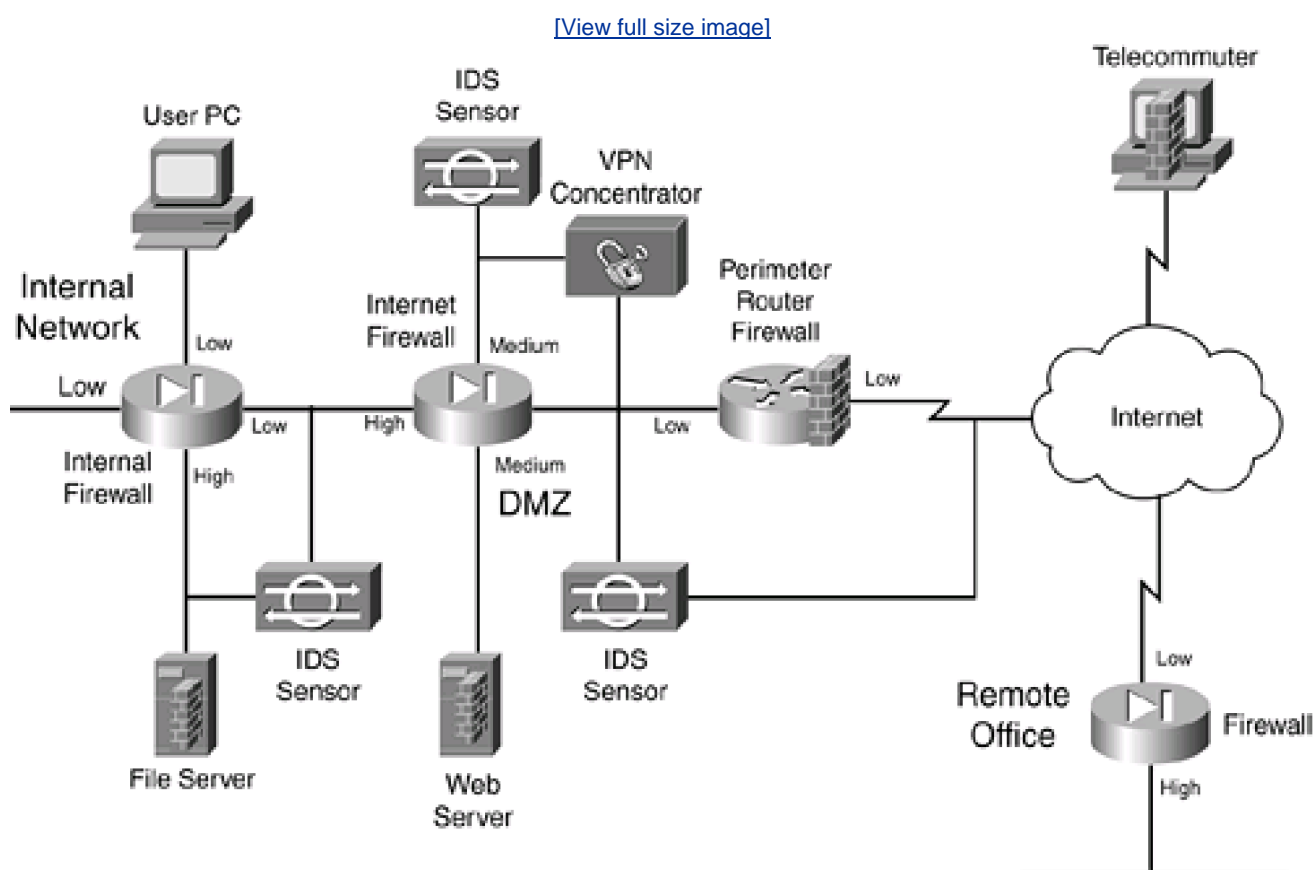 [View full size image]
Telecommuter
IDS
Sensor
User PC
VPN
Concentrator
Perimeter
Router
Firewall
Internal
Network
Internet
Firewall
Low
Medium
Low
Low
Internet
Low
High
Low
Internal
Firewall
High
Medium
DMZ
IDS
Sensor
IDS
Sensor
Low
Remote
Office
Firewall
File Server
Web
Server
High